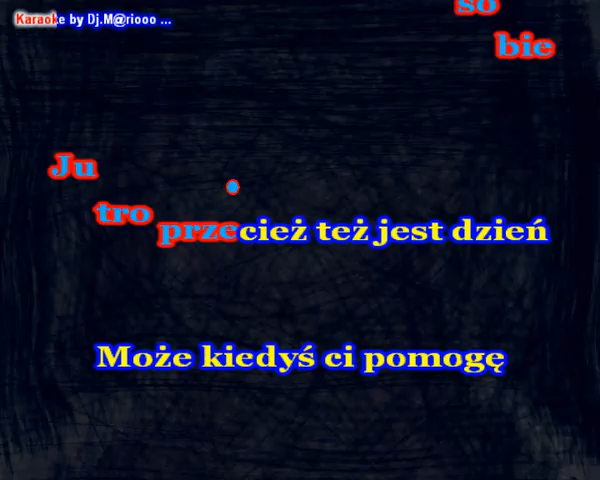 Karaoke by Dj.M@riooo ...
so
bie
Ju
tro przecież też jest dzień
Może kiedyś ci pomogę